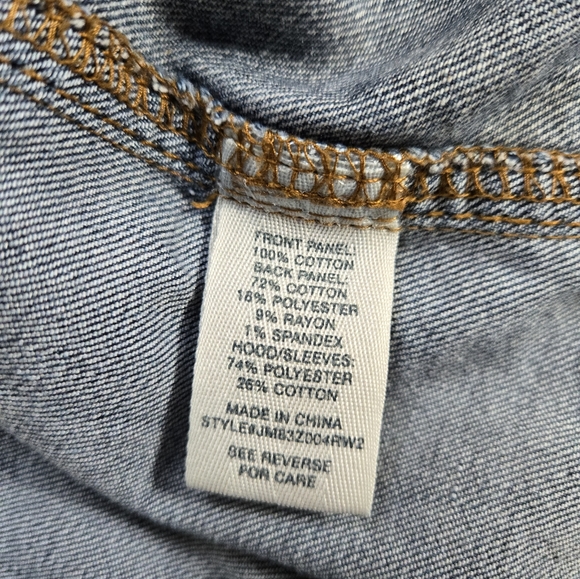 FRONT PANEL:
100% COTTON
BACK PANEL:
72% COTTON
18% POLYESTER
9% RAYON
1% SPANDEX
HOOD/SLEEVES:
74% POLYESTER
26% COTTON
MADE IN CHINA
STYLE#JM83Z004RW2
SEE REVERSE
FOR CARE